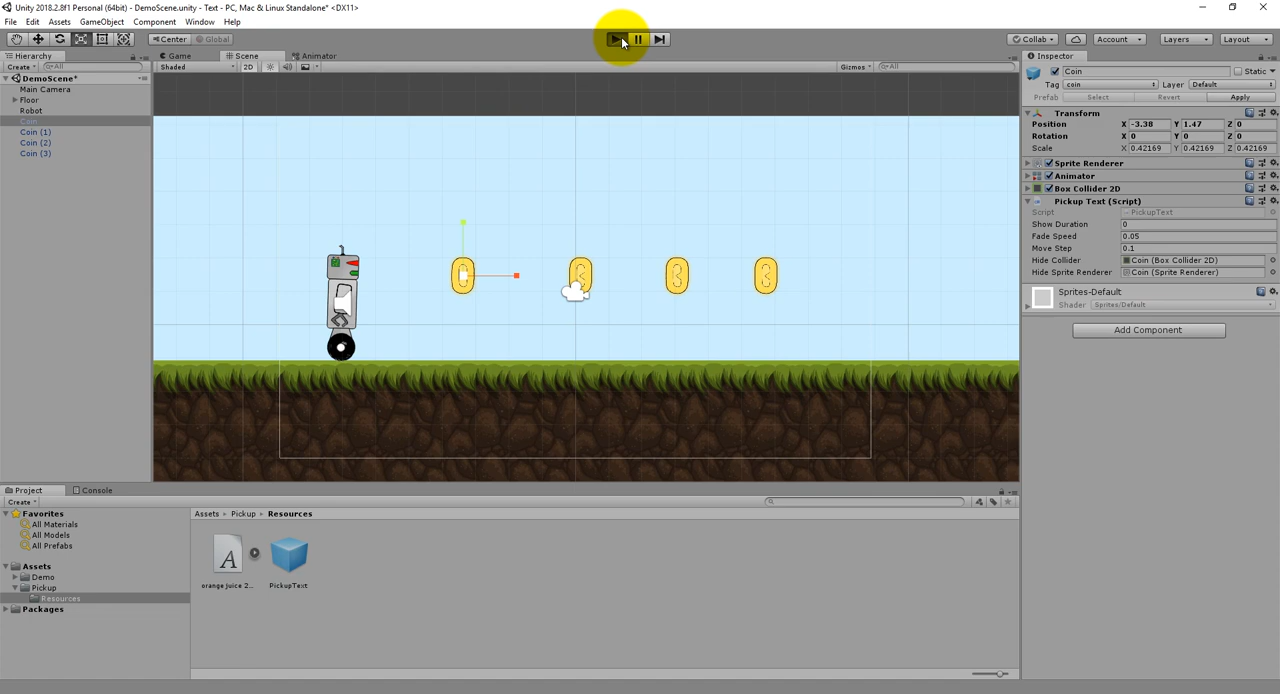 Unity 2018.2.8f1 Personal (64bit) - DemoScene.unity - Text - PC, Mac & Linux Standalone* <DX11>
File Edit Assets GameObject Component Window Help
Center Global Collab Account Layers Layout
Hierarchy Game Scene Animator Inspector
Create All Shaded 2D Gizmos All
DemoScene*
Main Camera
Floor
Robot
Coin
Coin (1)
Coin (2)
Coin (3)
Coin Static
Tag coin Layer Default
Prefab Select Revert Apply
Transform
Position X -3.38 Y 1.47 Z 0
Rotation X 0 Y 0 Z 0
Scale X 0.42169 Y 0.42169 Z 0.42169
Sprite Renderer
Animator
Box Collider 2D
Pickup Text (Script)
Script PickupText
Show Duration 0
Fade Speed 0.05
Move Step 0.1
Hide Collider Coin (Box Collider 2D)
Hide Sprite Renderer Coin (Sprite Renderer)
Sprites-Default
Shader Sprites/Default
Add Component
Project Console
Create
Favorites
All Materials
All Models
All Prefabs
Assets
Demo
Pickup
Resources
Packages
Assets Pickup Resources
A
orange juice 2... PickupText